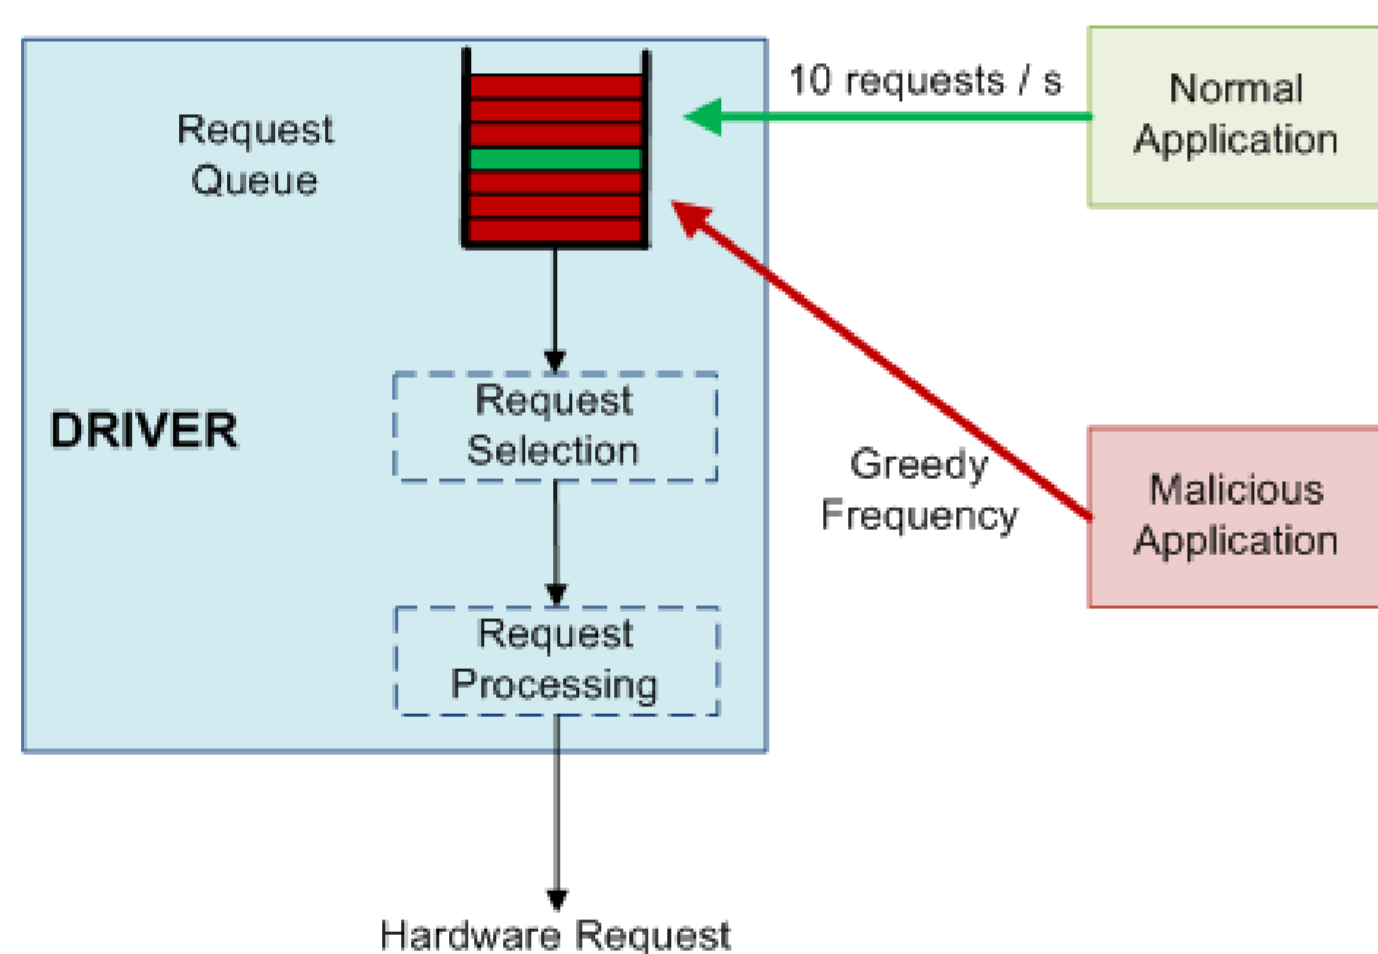 10 requests / s
Normal
Application
Request
Queue
Request
Selection
DRIVER
Greedy
Frequency
Malicious
Application
Request
Processing
Hardware Request